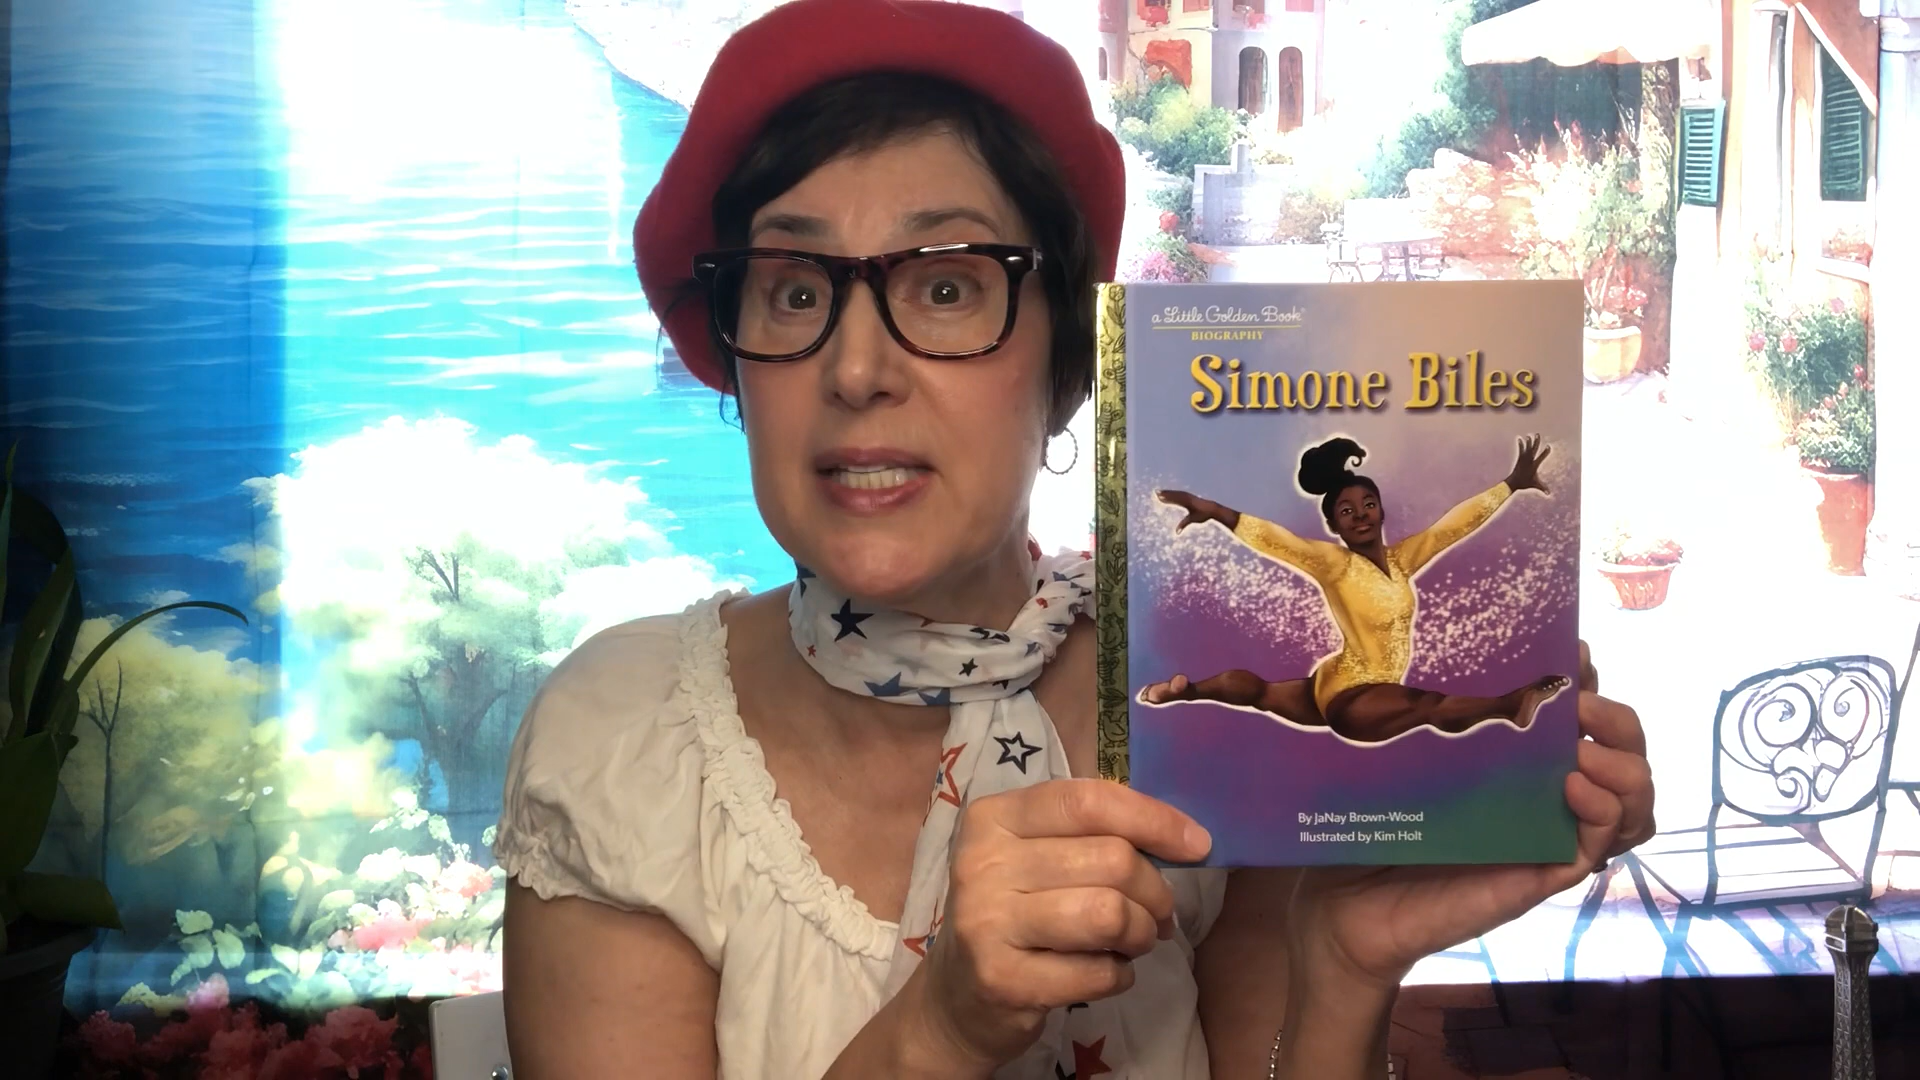 a Little Golden Book®
BIOGRAPHY
Simone Biles
By JaNay Brown-Wood
Illustrated by Kim Holt